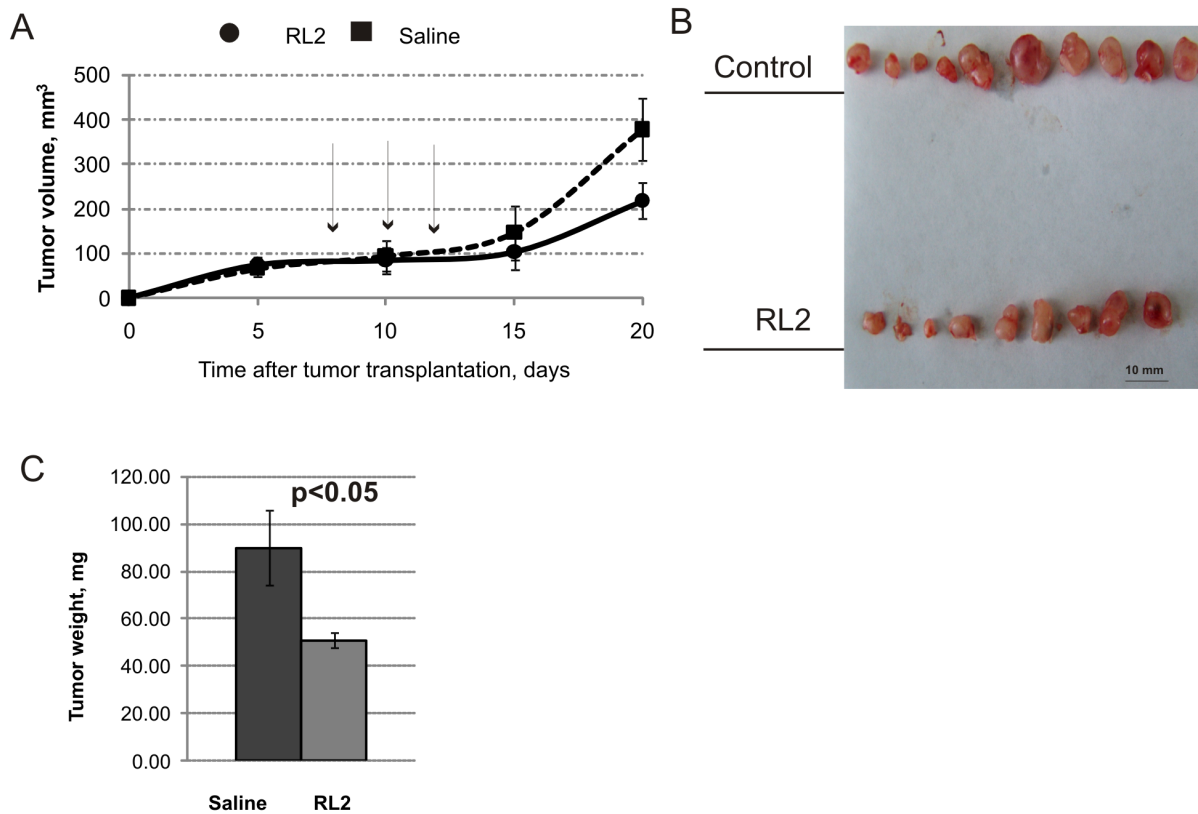 A
RL2 Saline
500
400
300
200
100
0
Tumor volume, mm³
0 5 10 15 20
Time after tumor transplantation, days
B
Control
RL2
10 mm
C
120.00
100.00
80.00
60.00
40.00
20.00
0.00
Tumor weight, mg
p<0.05
Saline RL2